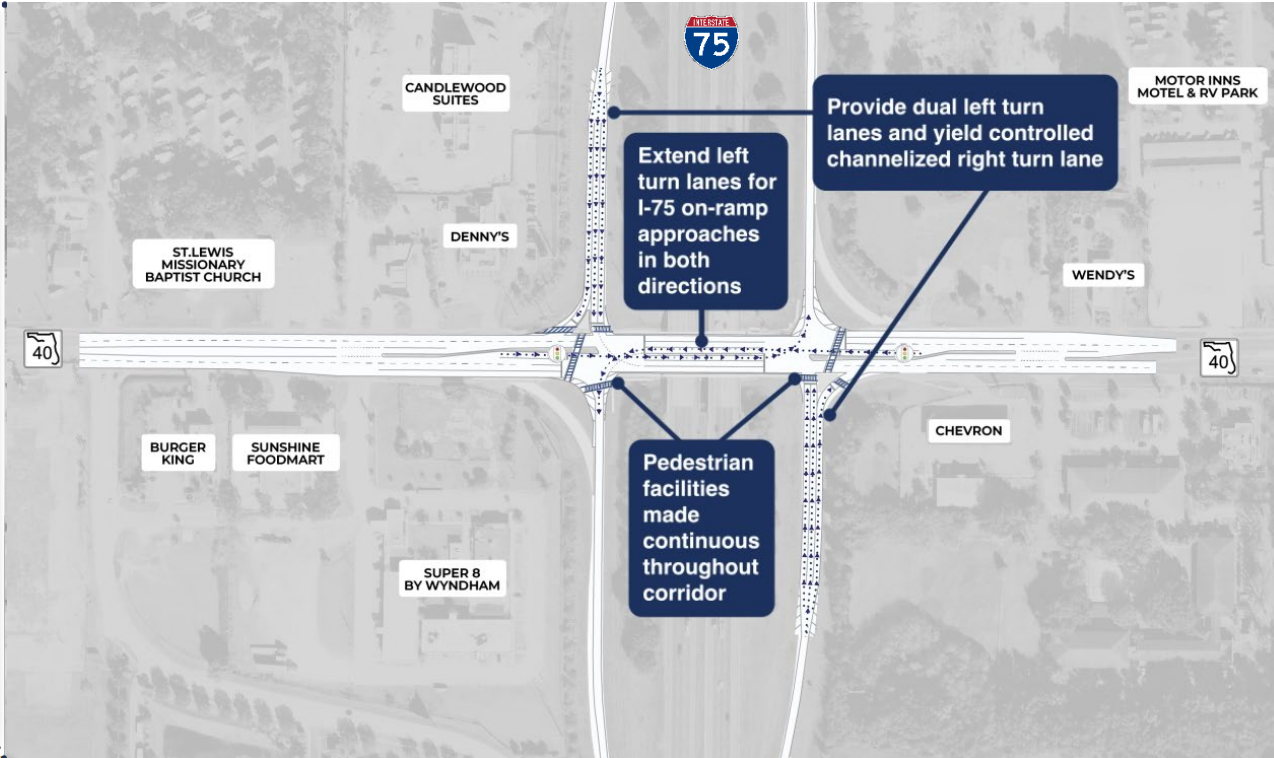 INTERSTATE
75
CANDLEWOOD
SUITES
MOTOR INNS
MOTEL & RV PARK
Provide dual left turn
lanes and yield controlled
channelized right turn lane
Extend left
turn lanes for
I-75 on-ramp
approaches
in both
directions
DENNY'S
ST.LEWIS
MISSIONARY
BAPTIST CHURCH
WENDY'S
40
40
BURGER
KING
SUNSHINE
FOODMART
CHEVRON
Pedestrian
facilities
made
continuous
throughout
corridor
SUPER 8
BY WYNDHAM